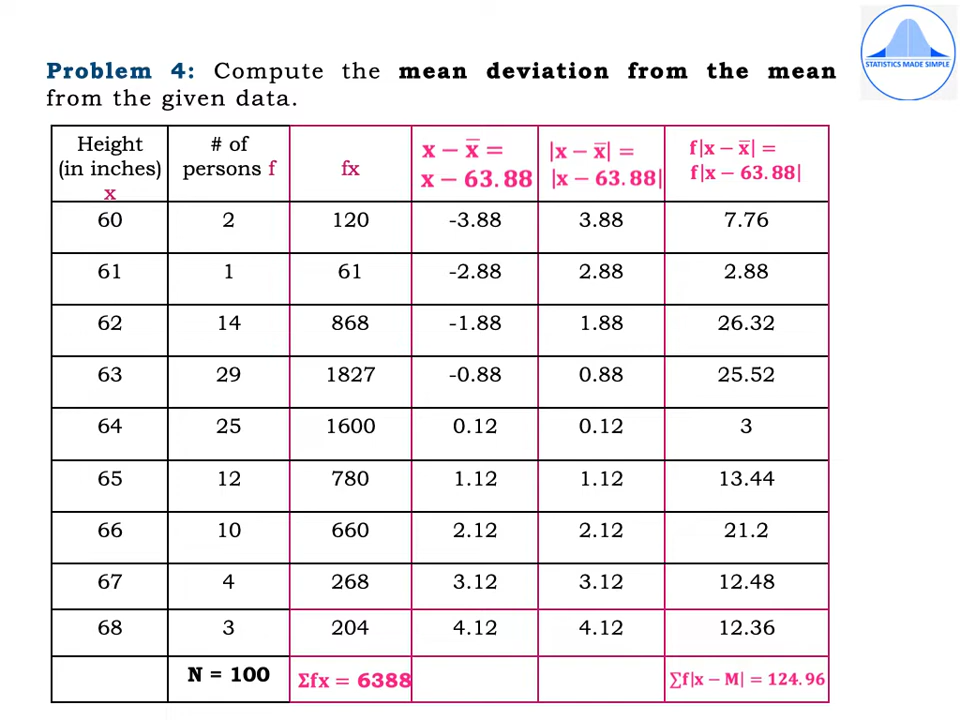 STATISTICS MADE SIMPLE
Problem 4: Compute the mean deviation from the mean
from the given data.
Height (in inches) x | # of persons f | fx | x − x̄ = x − 63.88 | |x − x̄| = |x − 63.88| | f|x − x̄| = f|x − 63.88|
60 2 120 -3.88 3.88 7.76
61 1 61 -2.88 2.88 2.88
62 14 868 -1.88 1.88 26.32
63 29 1827 -0.88 0.88 25.52
64 25 1600 0.12 0.12 3
65 12 780 1.12 1.12 13.44
66 10 660 2.12 2.12 21.2
67 4 268 3.12 3.12 12.48
68 3 204 4.12 4.12 12.36
N = 100 Σfx = 6388 ∑f|x − M| = 124.96